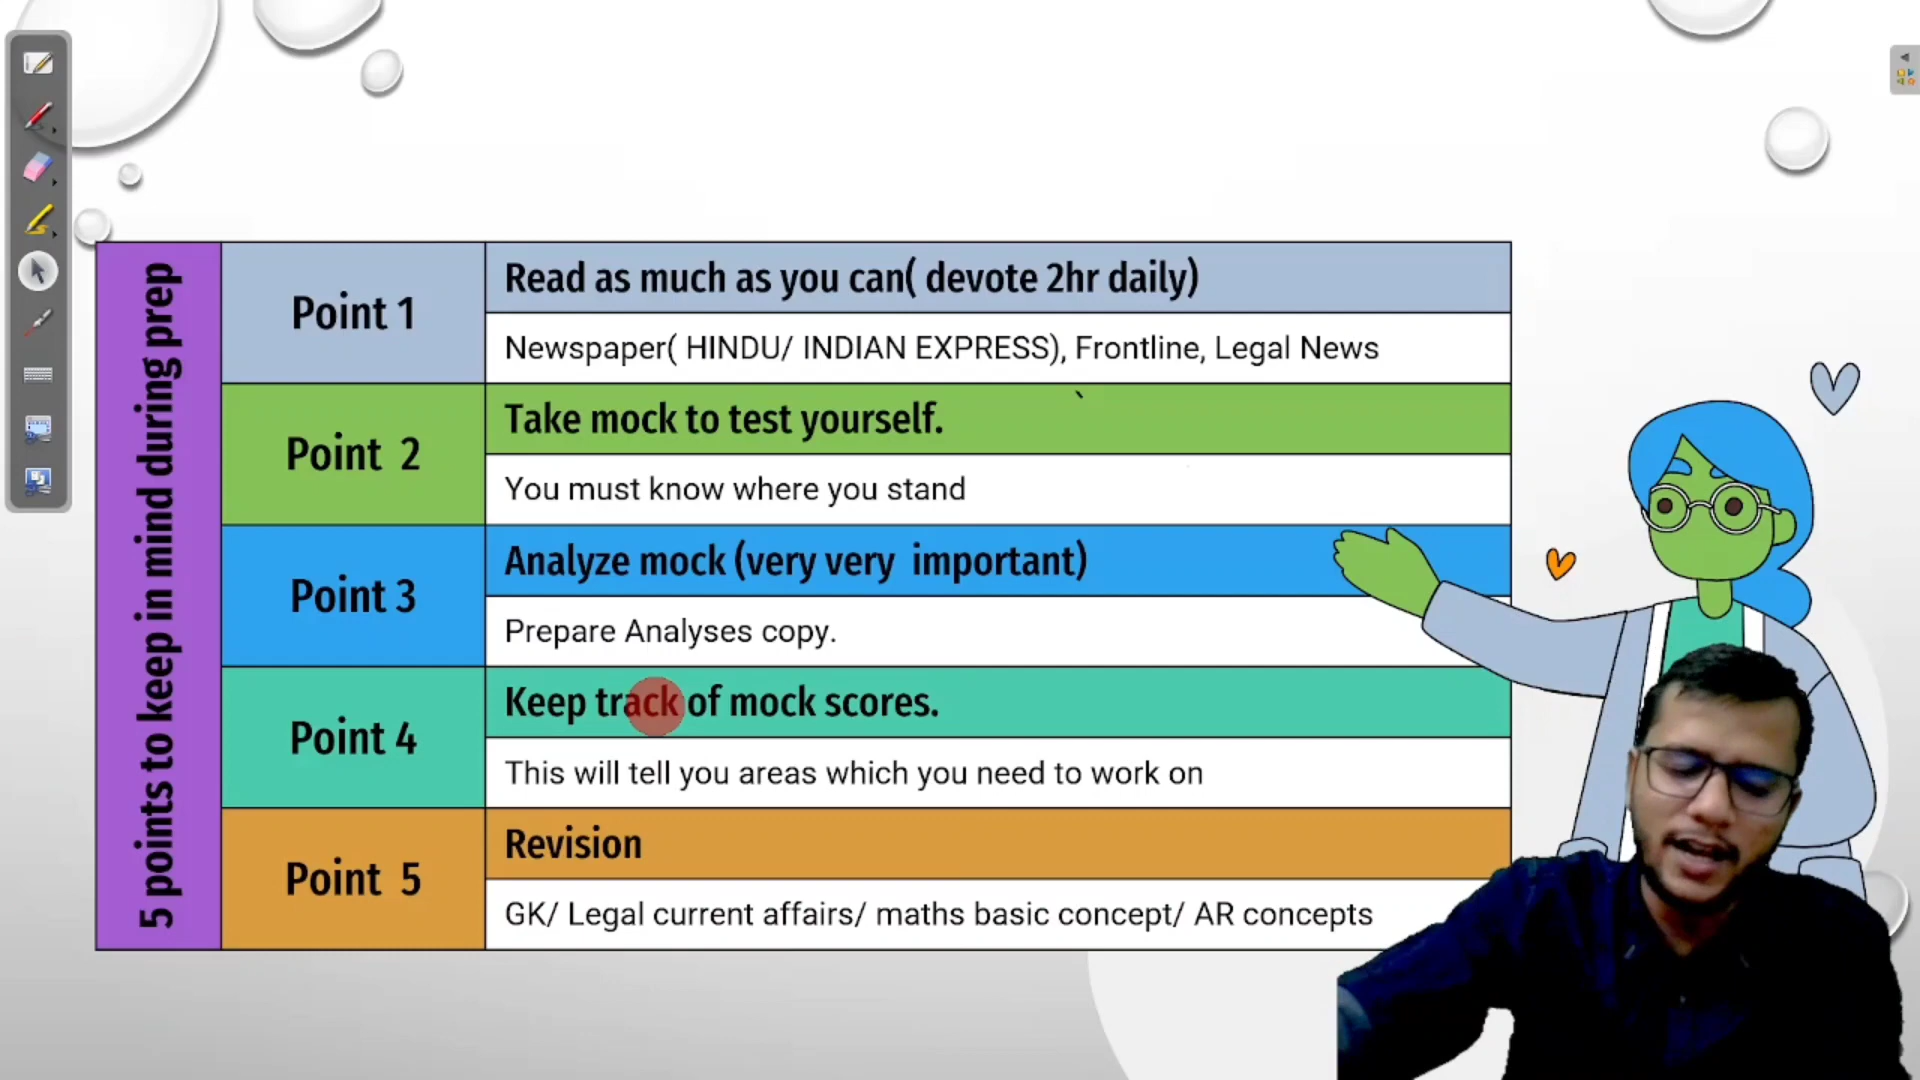 5 points to keep in mind during prep
Point 1
Read as much as you can( devote 2hr daily)
Newspaper( HINDU/ INDIAN EXPRESS), Frontline, Legal News
Point 2
Take mock to test yourself.
You must know where you stand
Point 3
Analyze mock (very very important)
Prepare Analyses copy.
Point 4
Keep track of mock scores.
This will tell you areas which you need to work on
Point 5
Revision
GK/ Legal current affairs/ maths basic concept/ AR concepts